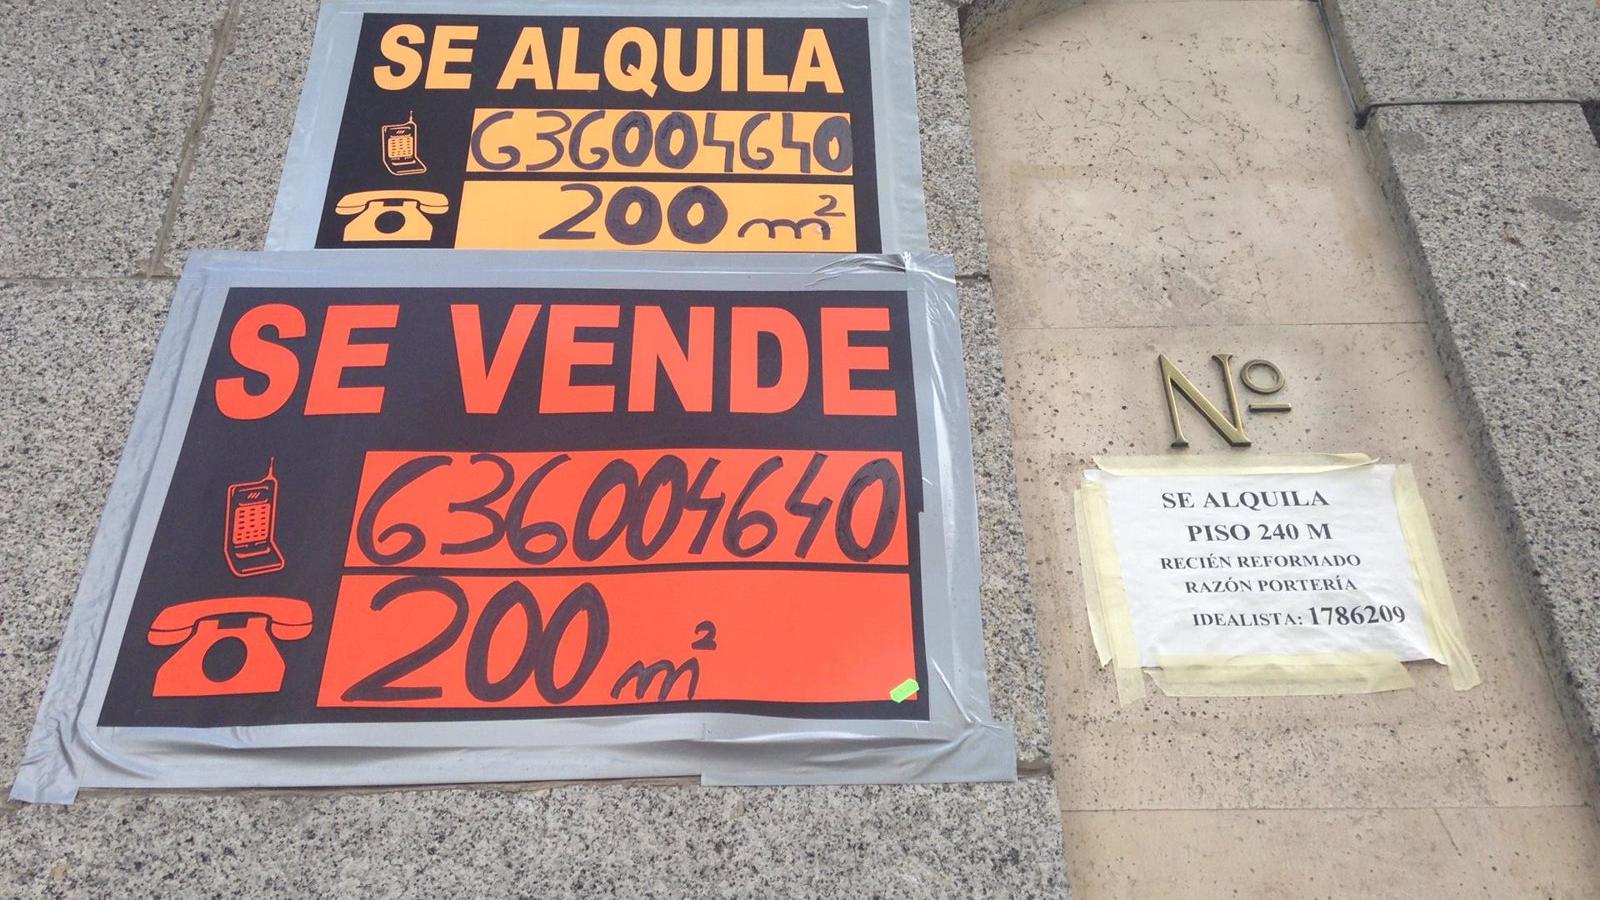 SE ALQUILA
636004640
200 m²
SE VENDE
636004640
200 m²
Nº
SE ALQUILA
PISO 240 M
RECIÉN REFORMADO
RAZÓN PORTERÍA
IDEALISTA: 1786209